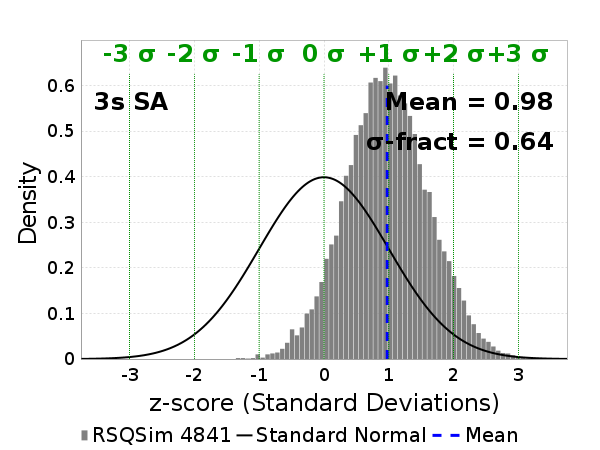 -3 σ -2 σ -1 σ 0 σ +1 σ +2 σ +3 σ
0.6
3s SA
Mean = 0.98
0.5
σ-fract = 0.64
0.4
0.3
0.2
0.1
0
Density
-3 -2 -1 0 1 2 3
z-score (Standard Deviations)
RSQSim 4841 Standard Normal Mean